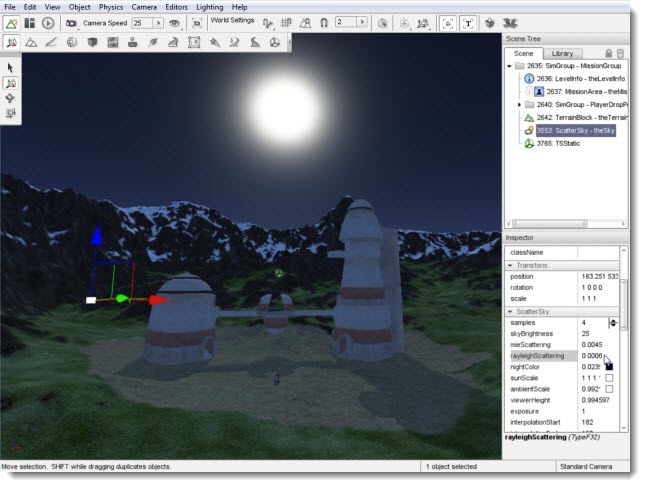 File Edit View Object Physics Camera Editors Lighting Help
Camera Speed 25 World Settings 2
Scene Tree
Scene Library
2635: SimGroup - MissionGroup
2636: LevelInfo - theLevelInfo
2637: MissionArea - theMis
2640: SimGroup - PlayerDropP
2642: TerrainBlock - theTerrain
3553: ScatterSky - theSky
3765: TSStatic
Inspector
className
Transform
position 163.251 533
rotation 1 0 0 0
scale 1 1 1
ScatterSky
samples 4
skyBrightness 25
mieScattering 0.0045
rayleighScattering 0.0006
nightColor 0.023
sunScale 1 1 1
ambientScale 0.992
viewerHeight 0.994597
exposure 1
interpolationStart 182
rayleighScattering (TypeF32)
Move selection. SHIFT while dragging duplicates objects. 1 object selected Standard Camera